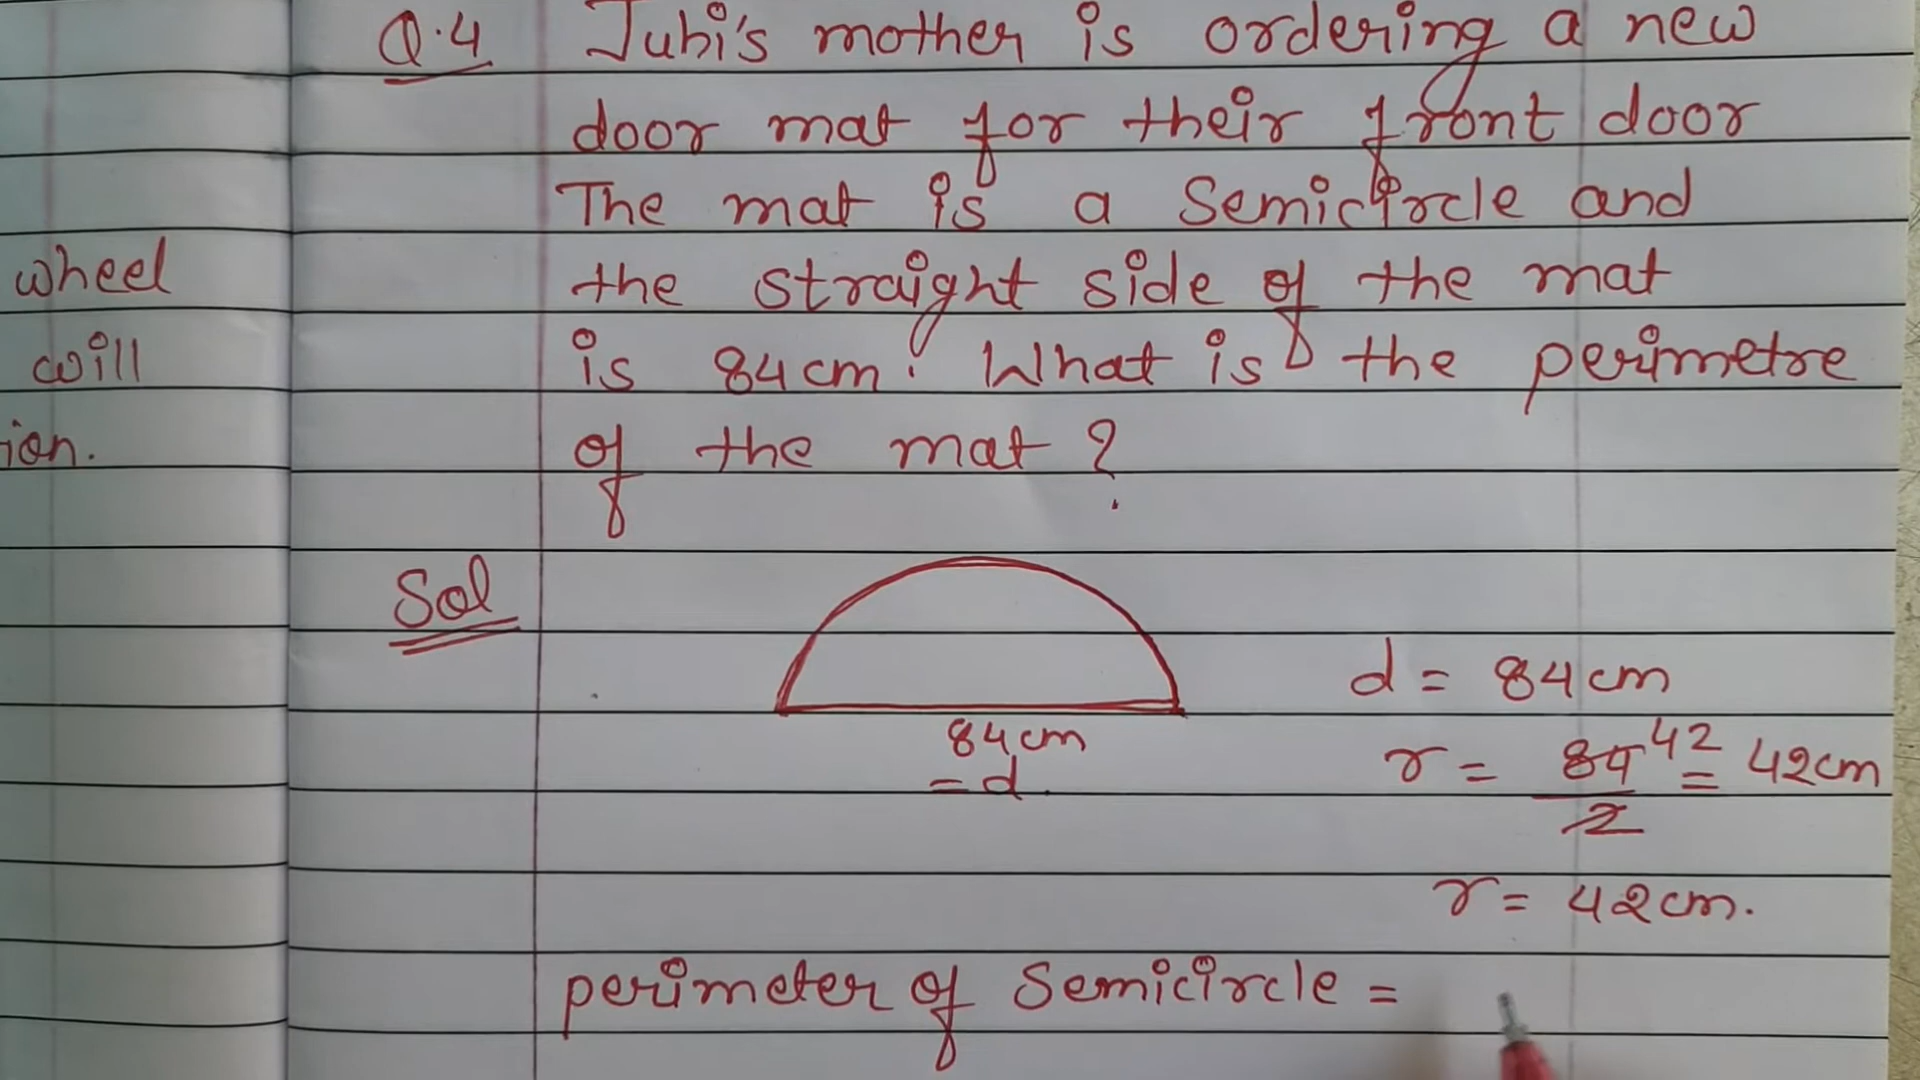 wheel
will
ion.
Q.4 Jubi's mother is ordering a new
door mat for their front door
The mat is a Semicircle and
the straight side of the mat
is 84cm. What is the perimetre
of the mat ?
Sol
84cm
= d
d = 84cm
r = 84/2 42 = 42cm
r = 42cm.
perimeter of Semicircle =